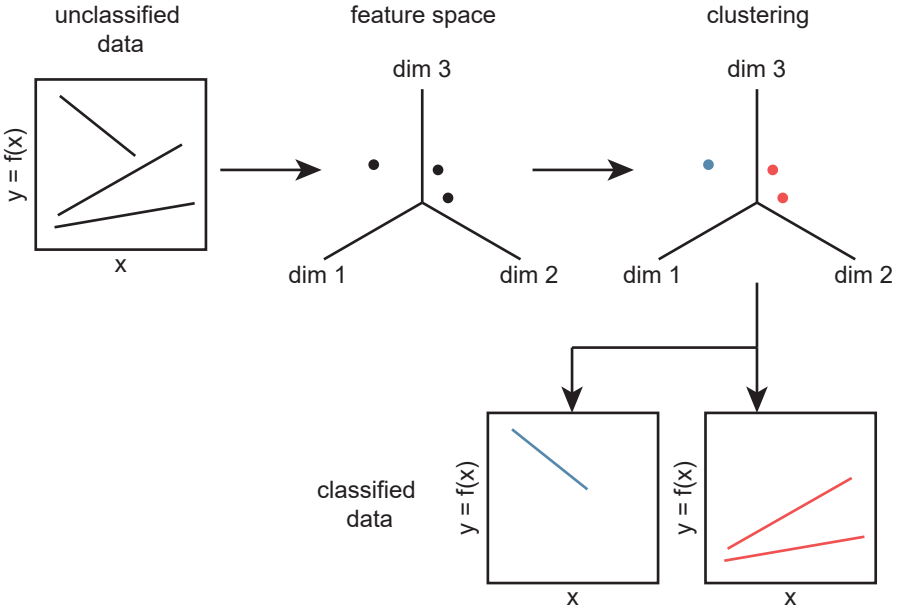 unclassified
data
feature space
clustering
y = f(x)
x
dim 3
dim 1
dim 2
dim 3
dim 1
dim 2
classified
data
y = f(x)
x
y = f(x)
x